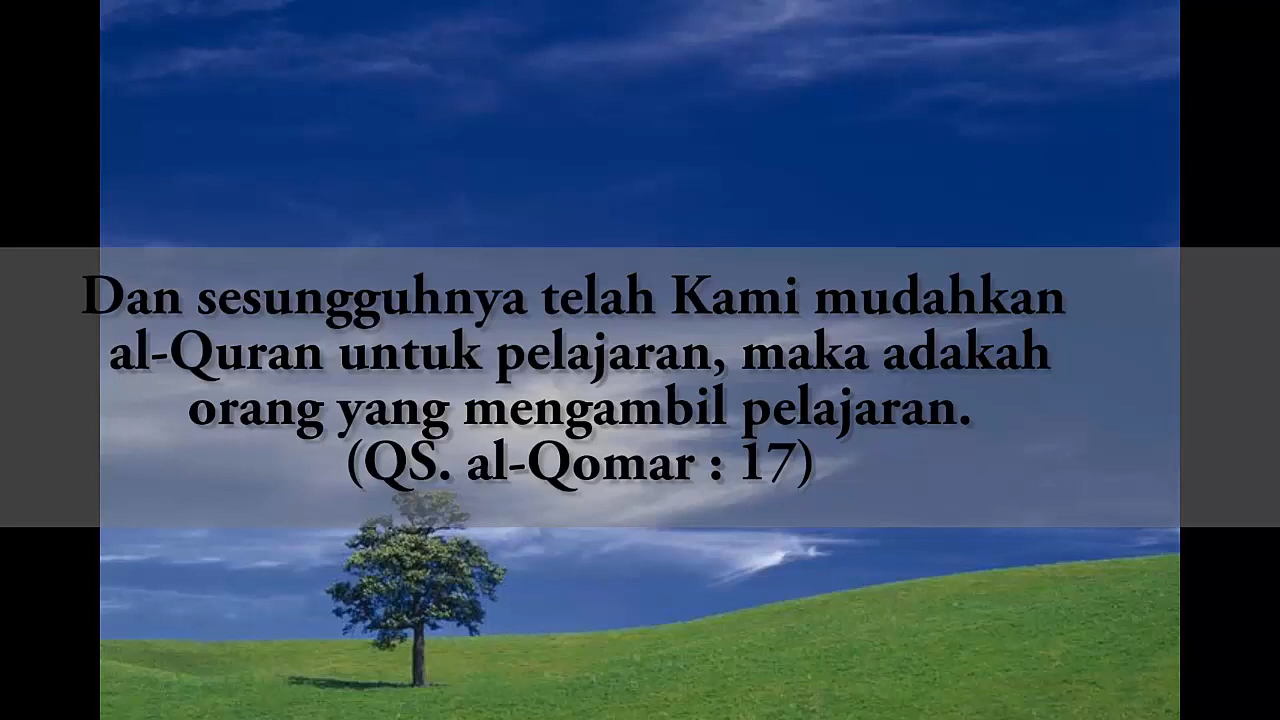 Dan sesungguhnya telah Kami mudahkan
al-Quran untuk pelajaran, maka adakah
orang yang mengambil pelajaran.
(QS. al-Qomar : 17)